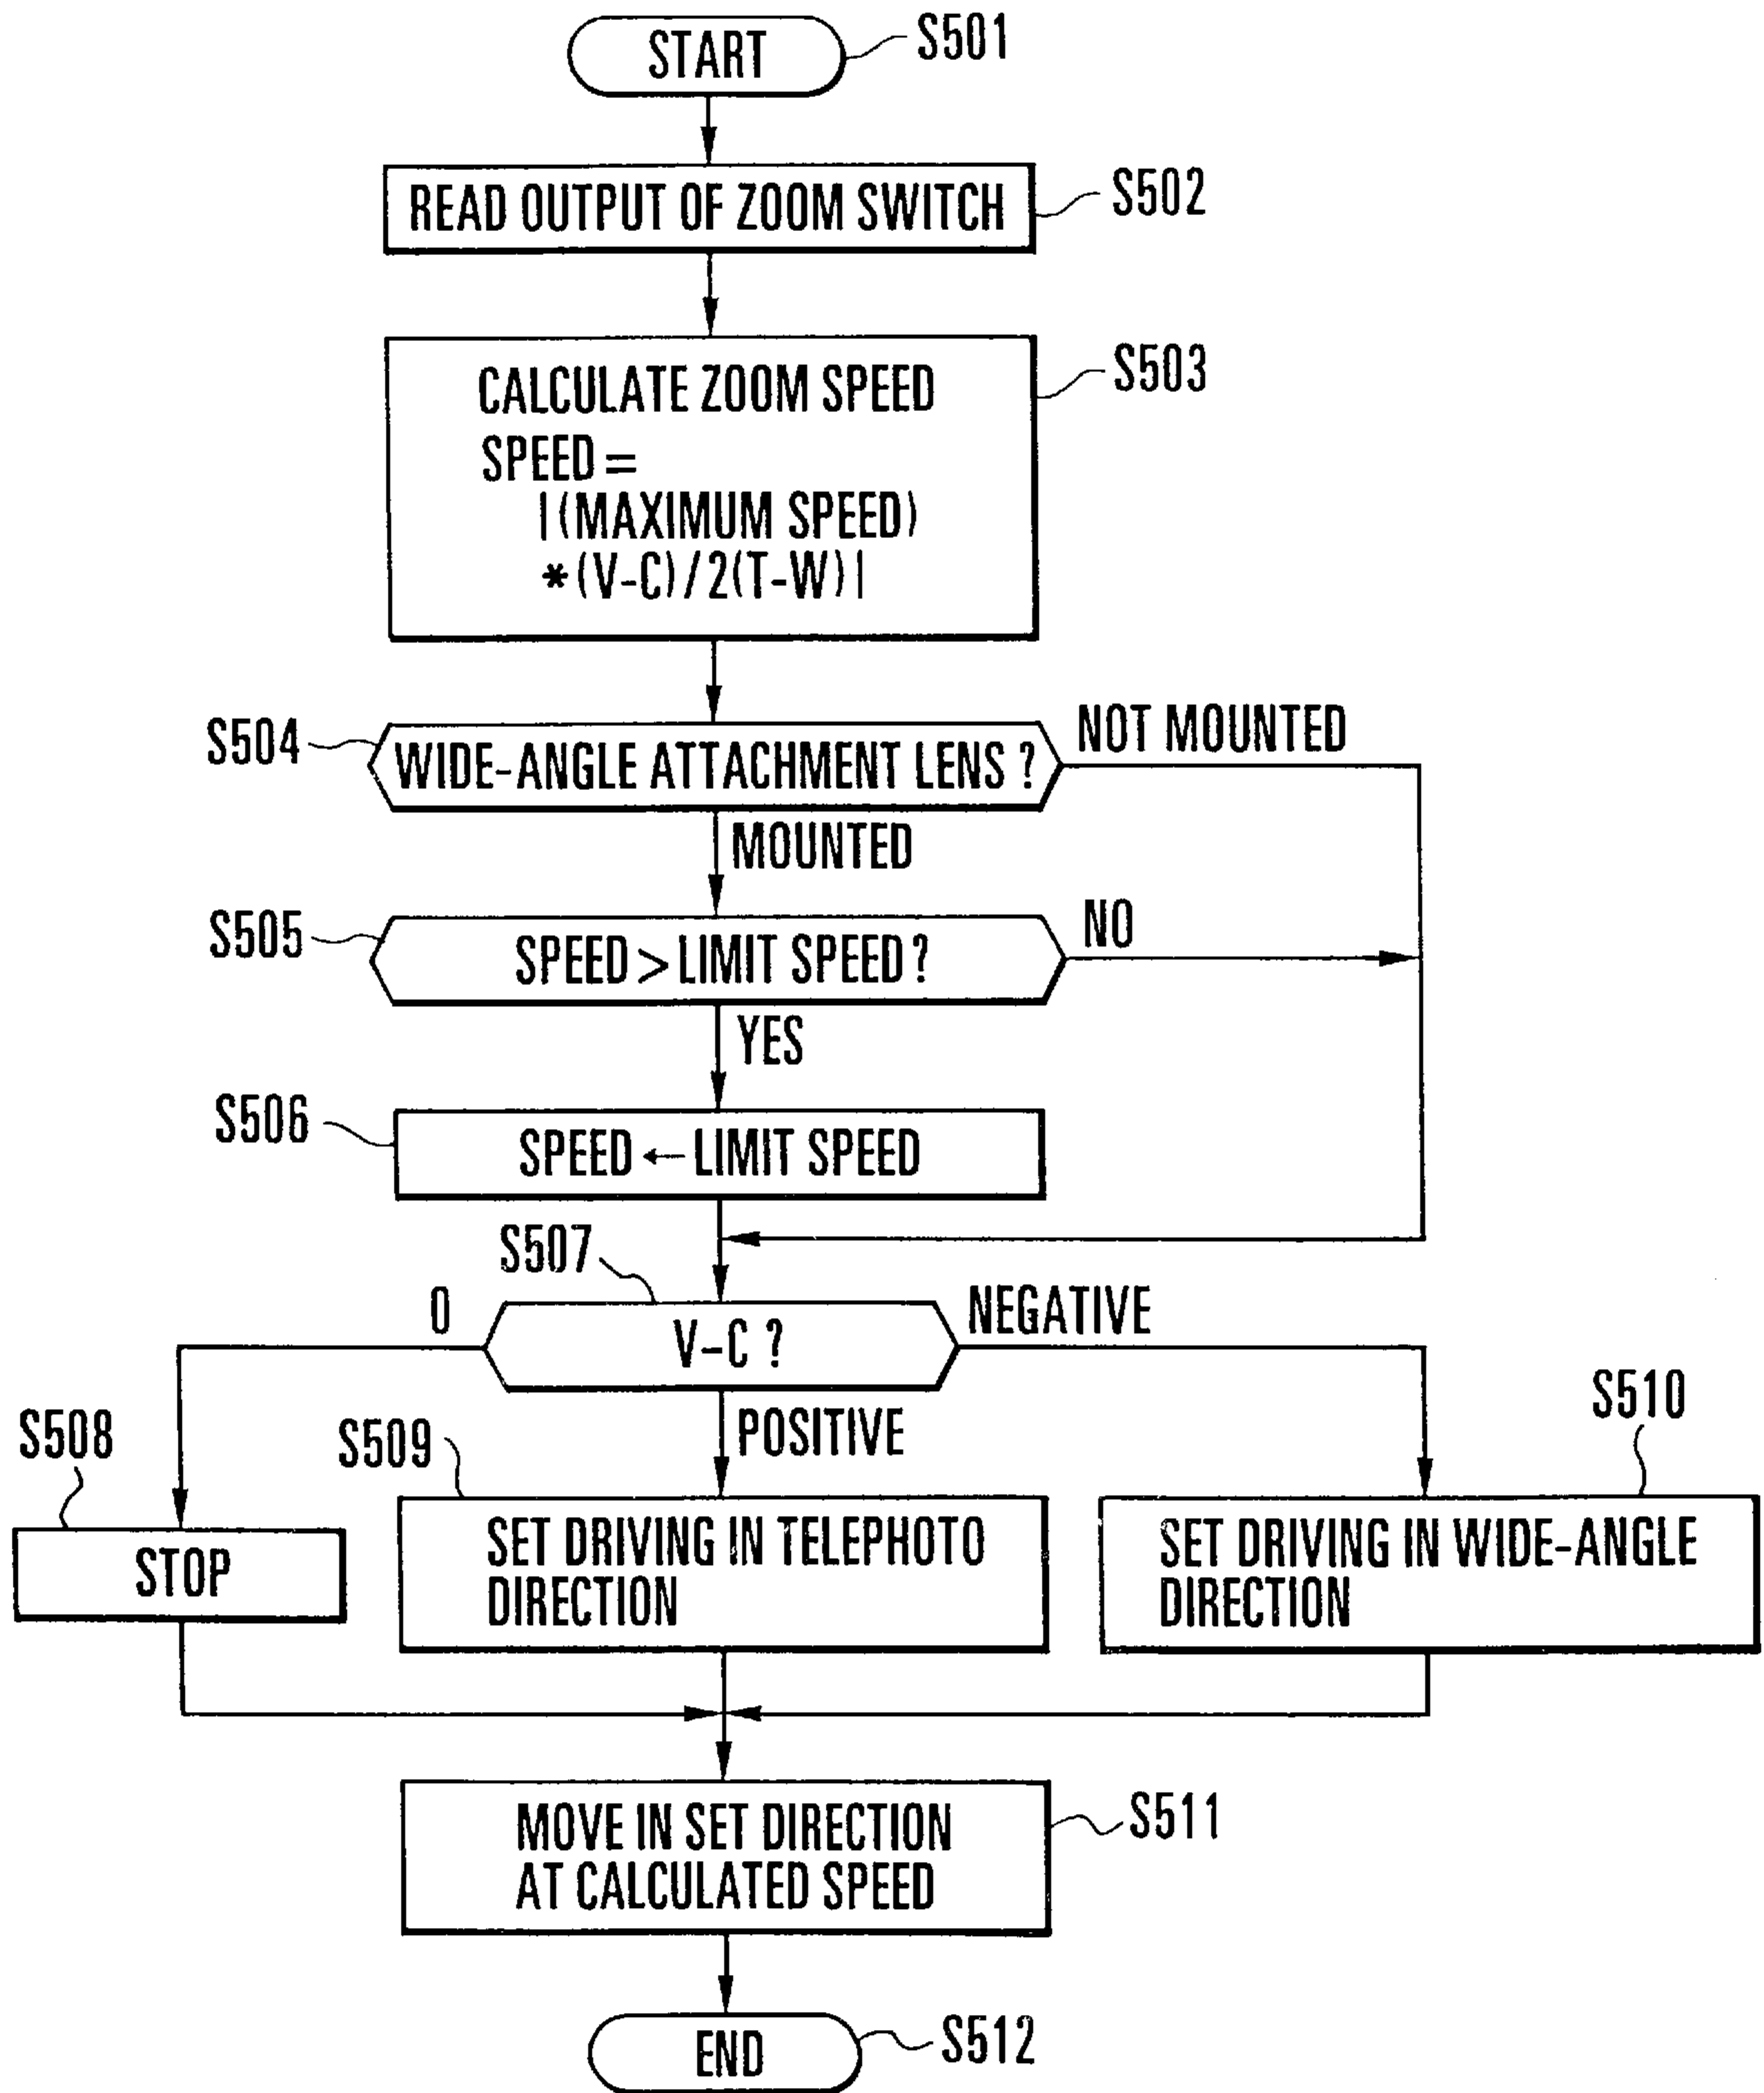 START
S501
READ OUTPUT OF ZOOM SWITCH
S502
CALCULATE ZOOM SPEED
SPEED=
|(MAXIMUM SPEED)
*(V-C)/2(T-W)|
S503
S504
WIDE-ANGLE ATTACHMENT LENS?
NOT MOUNTED
MOUNTED
S505
SPEED>LIMIT SPEED?
NO
YES
S506
SPEED←LIMIT SPEED
S507
0
V-C?
NEGATIVE
POSITIVE
S508
S509
S510
STOP
SET DRIVING IN TELEPHOTO
DIRECTION
SET DRIVING IN WIDE-ANGLE
DIRECTION
MOVE IN SET DIRECTION
AT CALCULATED SPEED
S511
END
S512